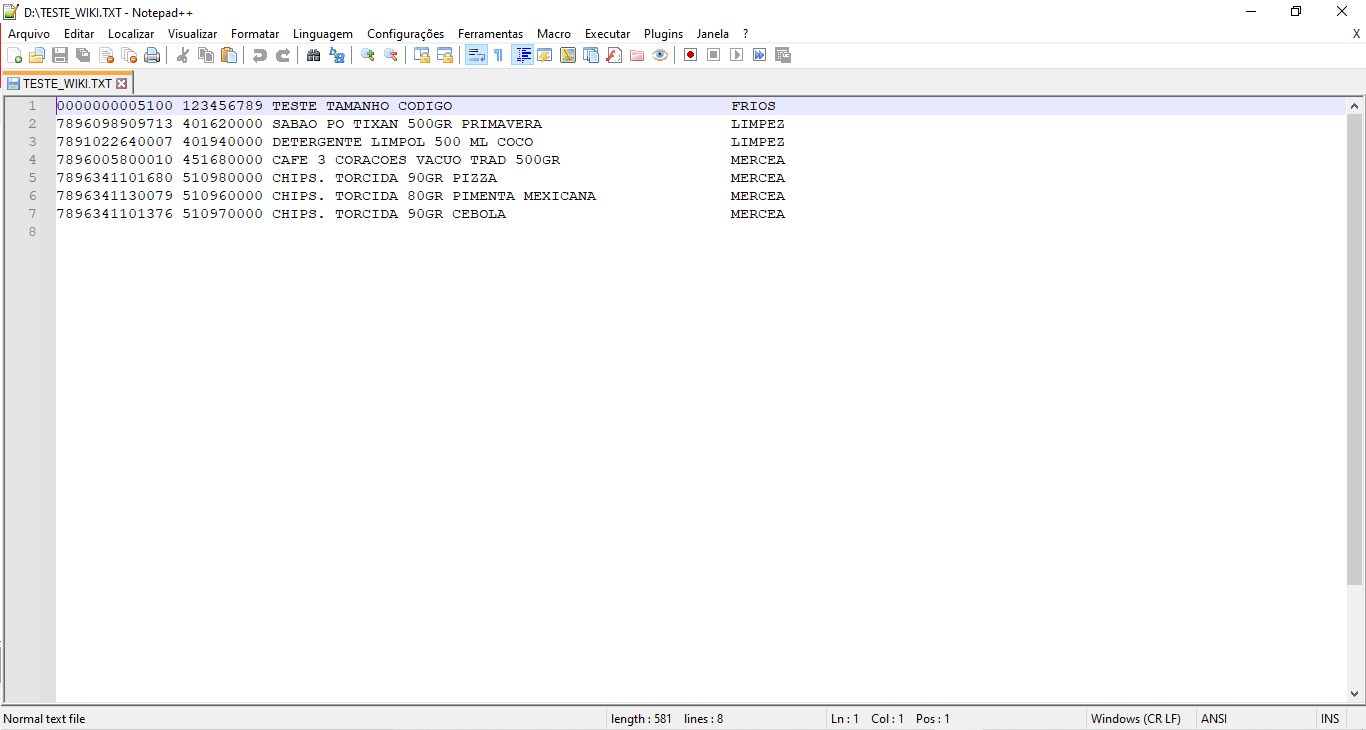 D:\TESTE_WIKI.TXT - Notepad++
Arquivo Editar Localizar Visualizar Formatar Linguagem Configurações Ferramentas Macro Executar Plugins Janela ? X
TESTE_WIKI.TXT
1 0000000005100 123456789 TESTE TAMANHO CODIGO FRIOS
2 7896098909713 401620000 SABAO PO TIXAN 500GR PRIMAVERA LIMPEZ
3 7891022640007 401940000 DETERGENTE LIMPOL 500 ML COCO LIMPEZ
4 7896005800010 451680000 CAFE 3 CORACOES VACUO TRAD 500GR MERCEA
5 7896341101680 510980000 CHIPS. TORCIDA 90GR PIZZA MERCEA
6 7896341130079 510960000 CHIPS. TORCIDA 80GR PIMENTA MEXICANA MERCEA
7 7896341101376 510970000 CHIPS. TORCIDA 90GR CEBOLA MERCEA
8
Normal text file length : 581 lines : 8 Ln : 1 Col : 1 Pos : 1 Windows (CR LF) ANSI INS